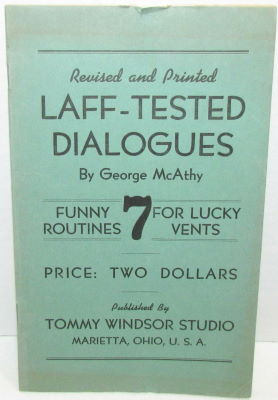 Revised and Printed
LAFF-TESTED
DIALOGUES
By George McAthy
FUNNY 7 FOR LUCKY
ROUTINES VENTS
PRICE: TWO DOLLARS
Published By
TOMMY WINDSOR STUDIO
MARIETTA, OHIO, U. S. A.